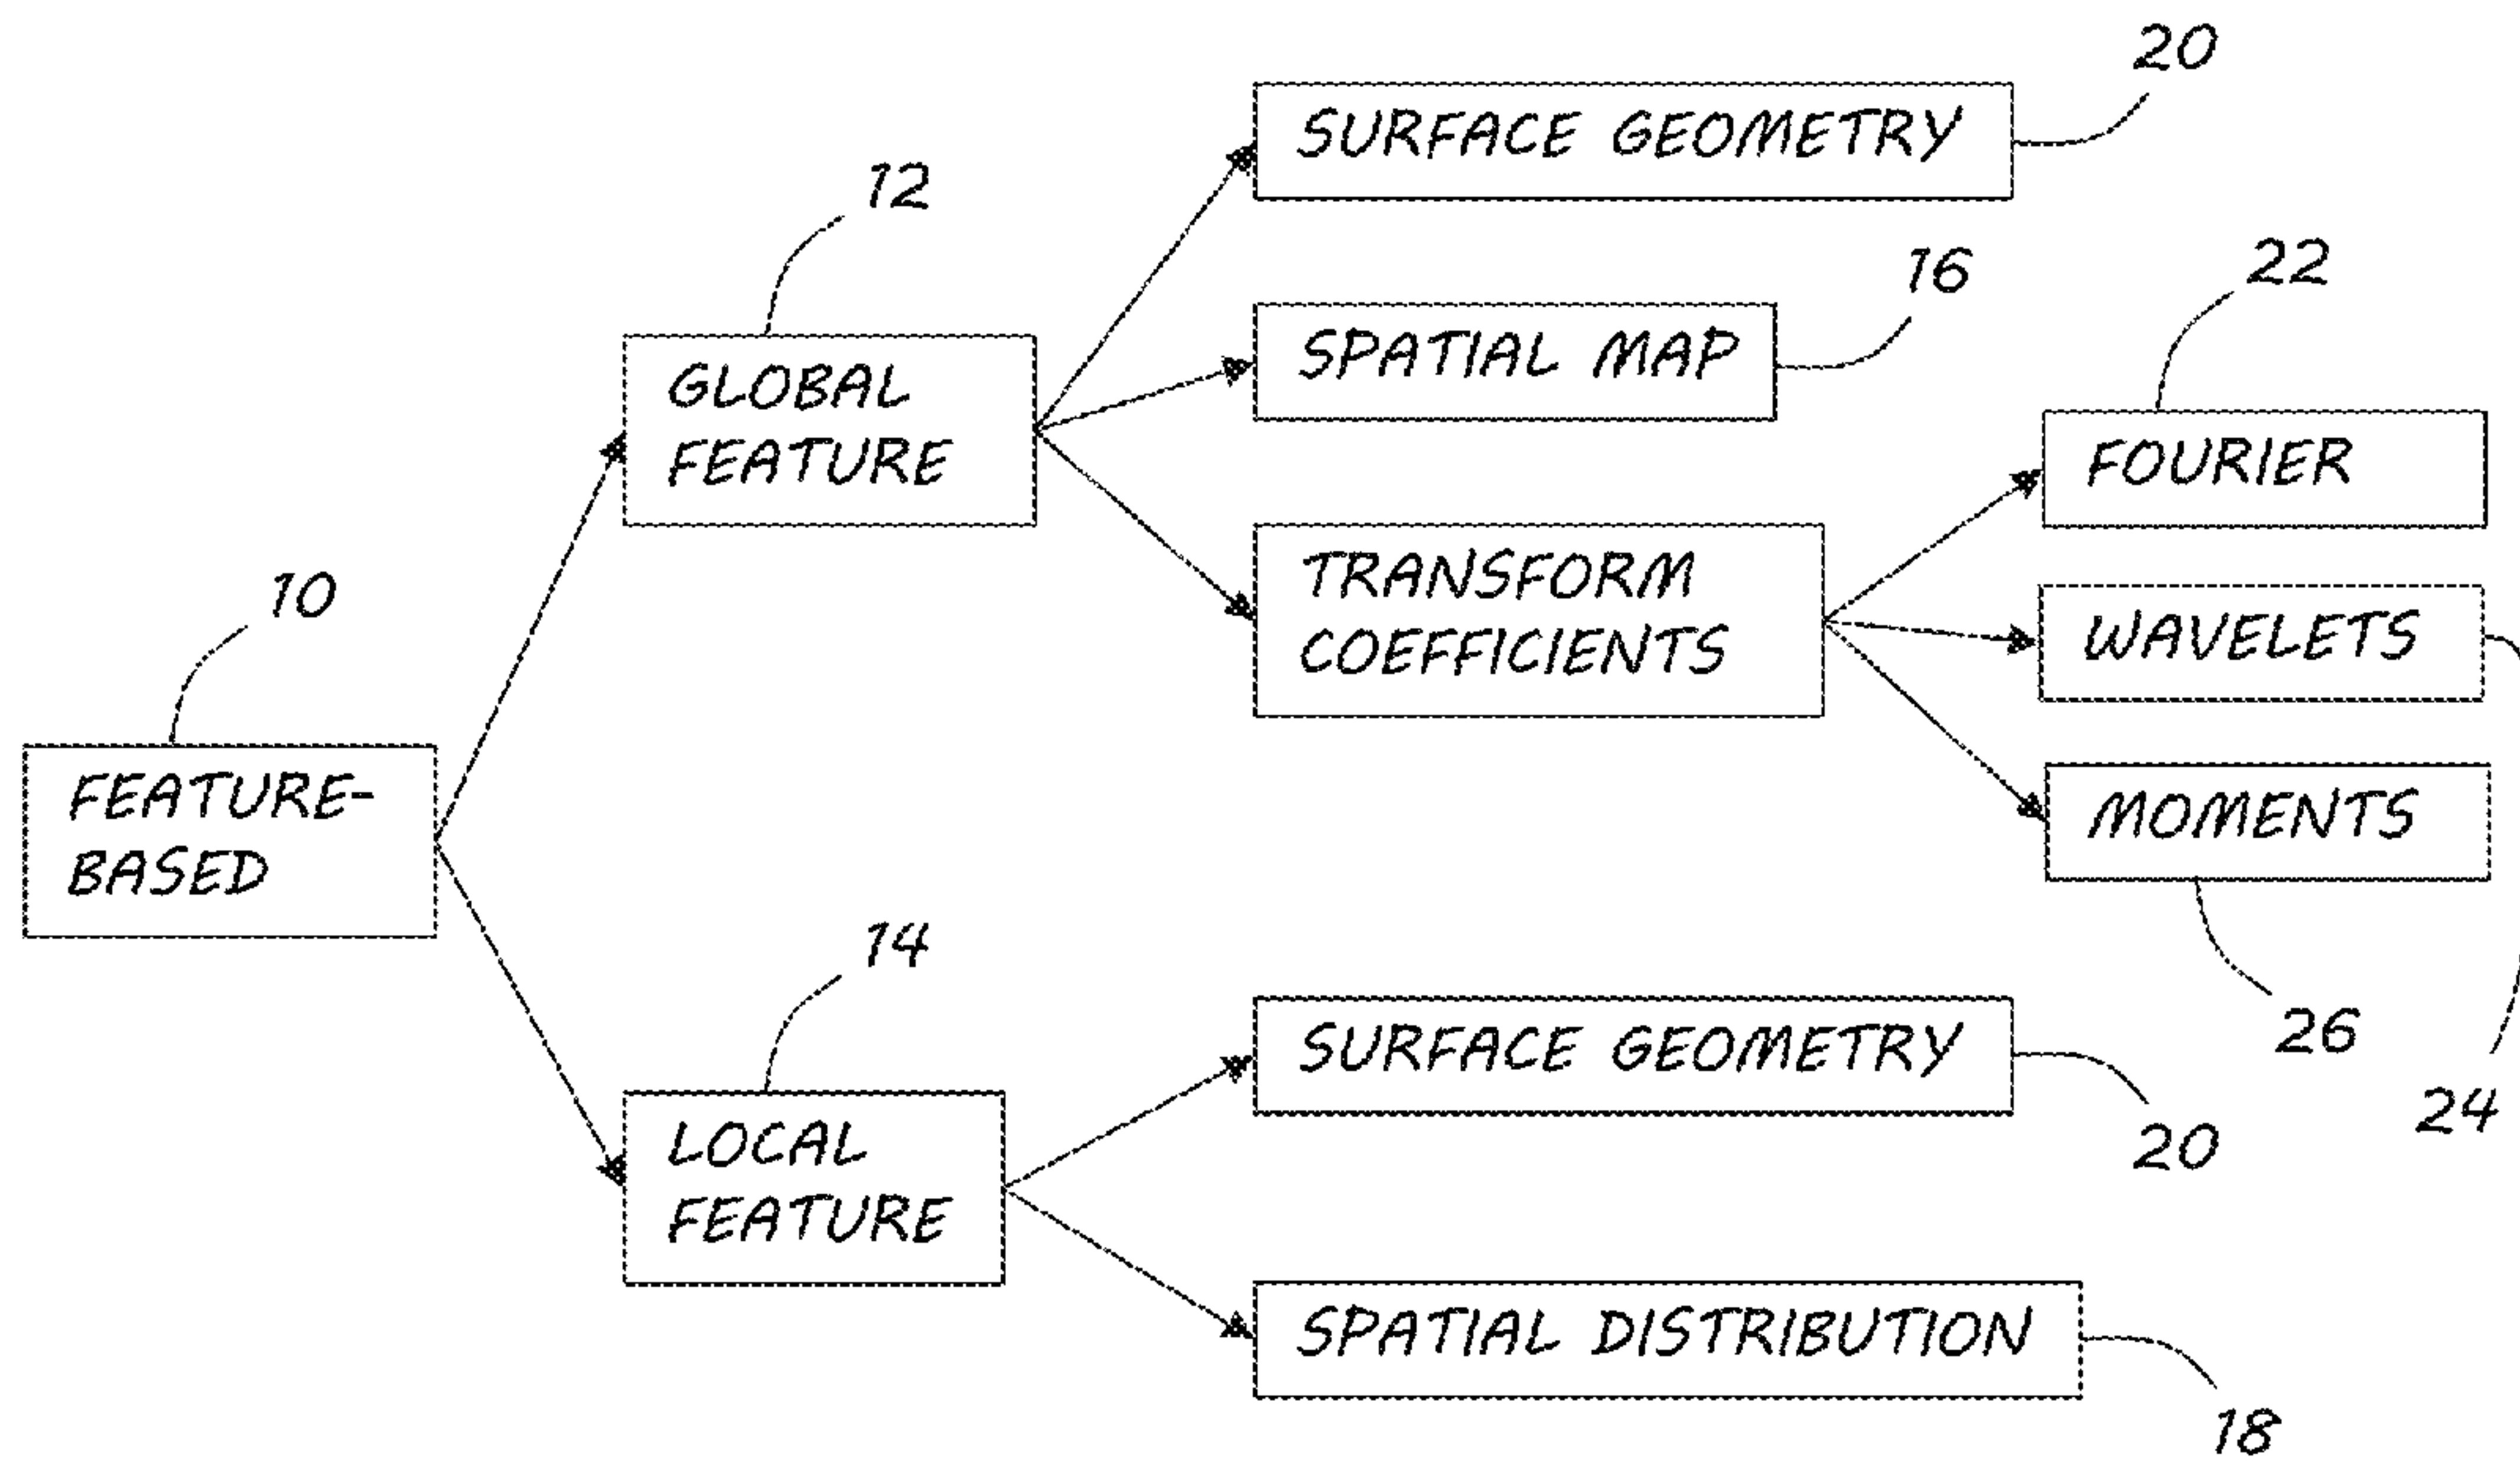 20
SURFACE GEOMETRY
12
16
22
SPATIAL MAP
GLOBAL
FEATURE
FOURIER
TRANSFORM
COEFFICIENTS
10
WAVELETS
FEATURE-
BASED
MOMENTS
14
26
SURFACE GEOMETRY
24
20
LOCAL
FEATURE
SPATIAL DISTRIBUTION
18